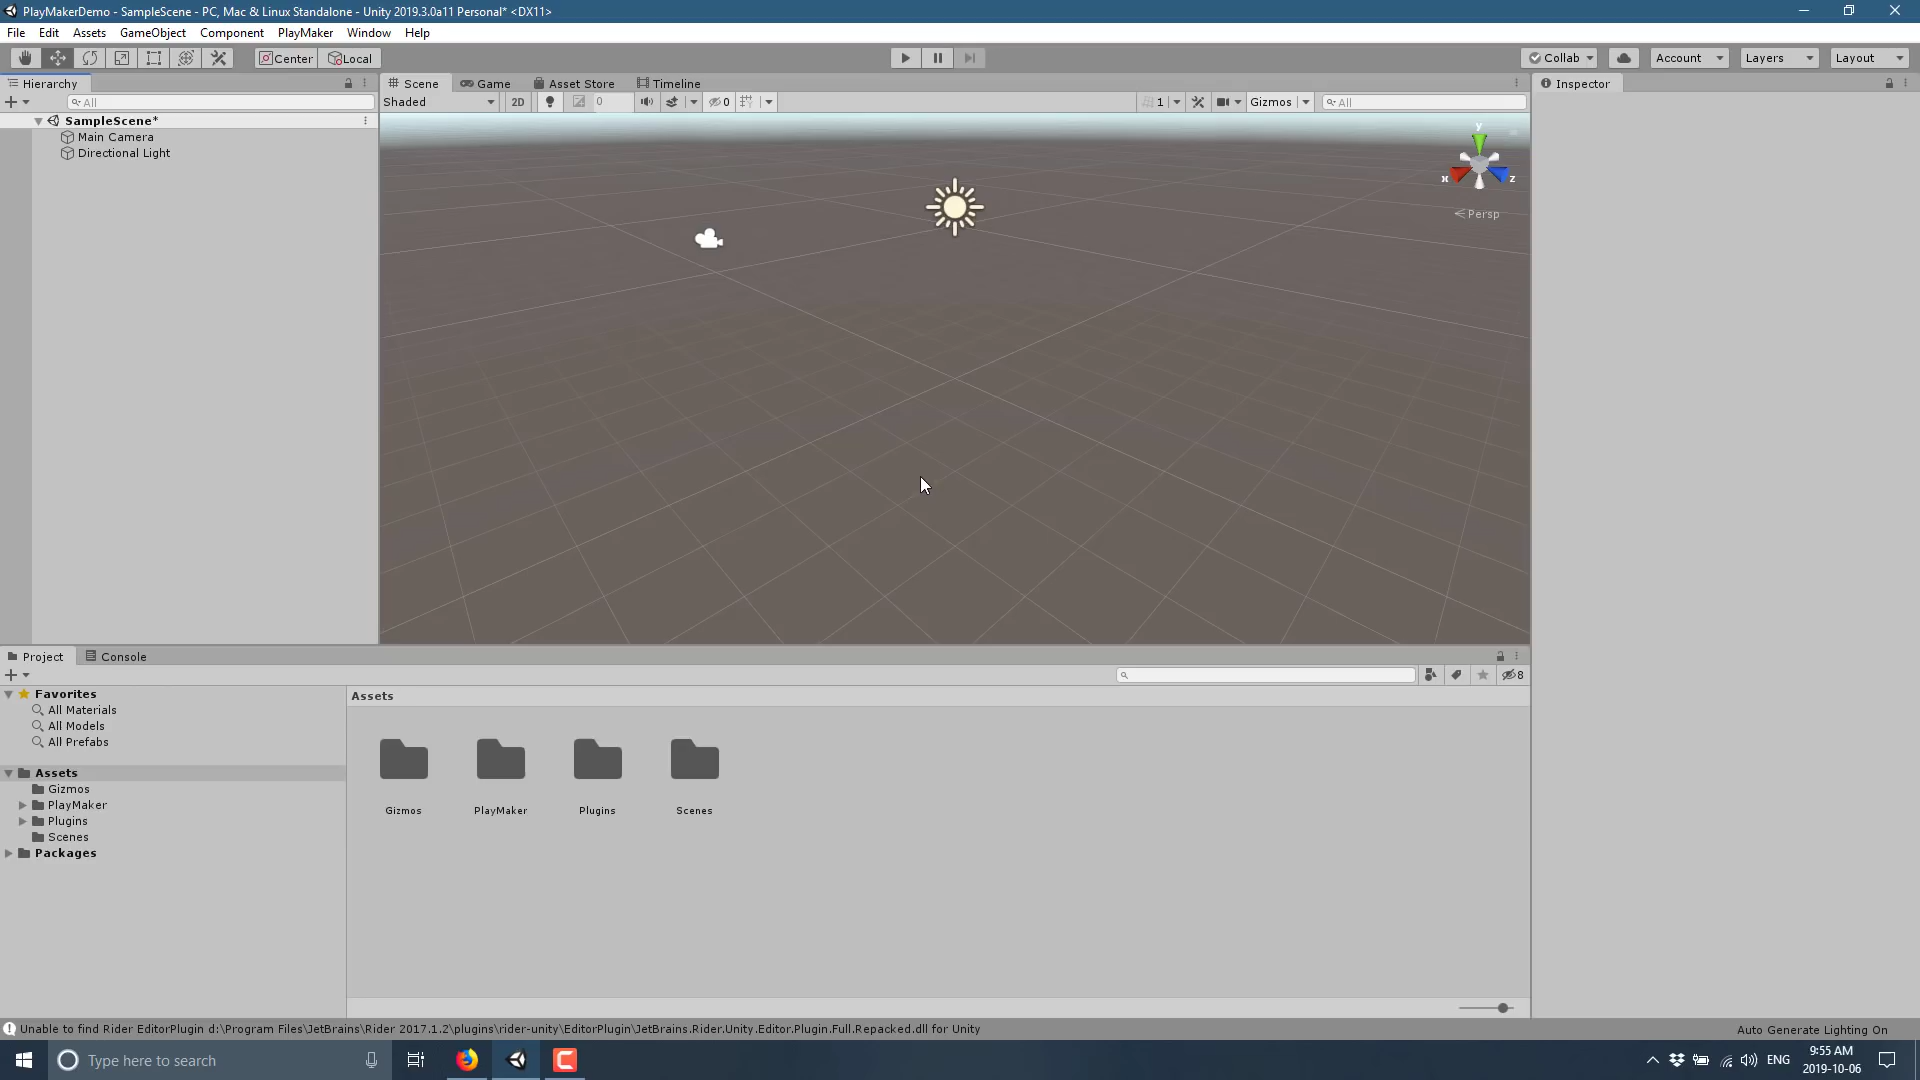 PlayMakerDemo - SampleScene - PC, Mac & Linux Standalone - Unity 2019.3.0a11 Personal* <DX11>
File Edit Assets GameObject Component PlayMaker Window Help
Center Local Collab Account Layers Layout
Hierarchy Scene Game Asset Store Timeline Inspector
All Shaded 2D 0 0 1 Gizmos All
SampleScene*
Main Camera
Directional Light
y
x z
Persp
Project Console
8
Favorites
All Materials
All Models
All Prefabs
Assets
Gizmos
PlayMaker
Plugins
Scenes
Packages
Assets
Gizmos PlayMaker Plugins Scenes
Unable to find Rider EditorPlugin d:\Program Files\JetBrains\Rider 2017.1.2\plugins\rider-unity\EditorPlugin\JetBrains.Rider.Unity.Editor.Plugin.Full.Repacked.dll for Unity
Auto Generate Lighting On
Type here to search
ENG
9:55 AM
2019-10-06